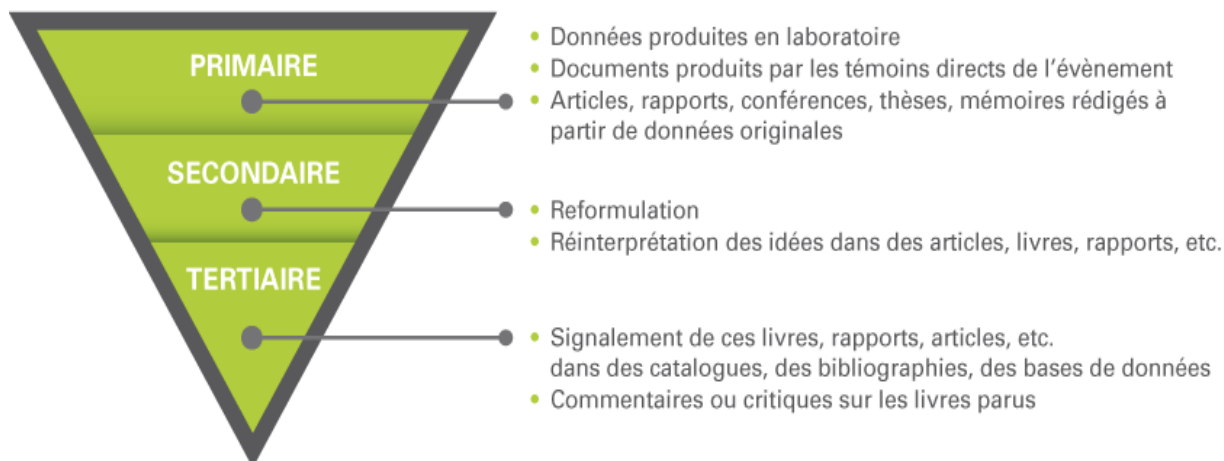 PRIMAIRE
• Données produites en laboratoire
• Documents produits par les témoins directs de l'évènement
• Articles, rapports, conférences, thèses, mémoires rédigés à
partir de données originales
SECONDAIRE
• Reformulation
• Réinterprétation des idées dans des articles, livres, rapports, etc.
TERTIAIRE
• Signalement de ces livres, rapports, articles, etc.
dans des catalogues, des bibliographies, des bases de données
• Commentaires ou critiques sur les livres parus